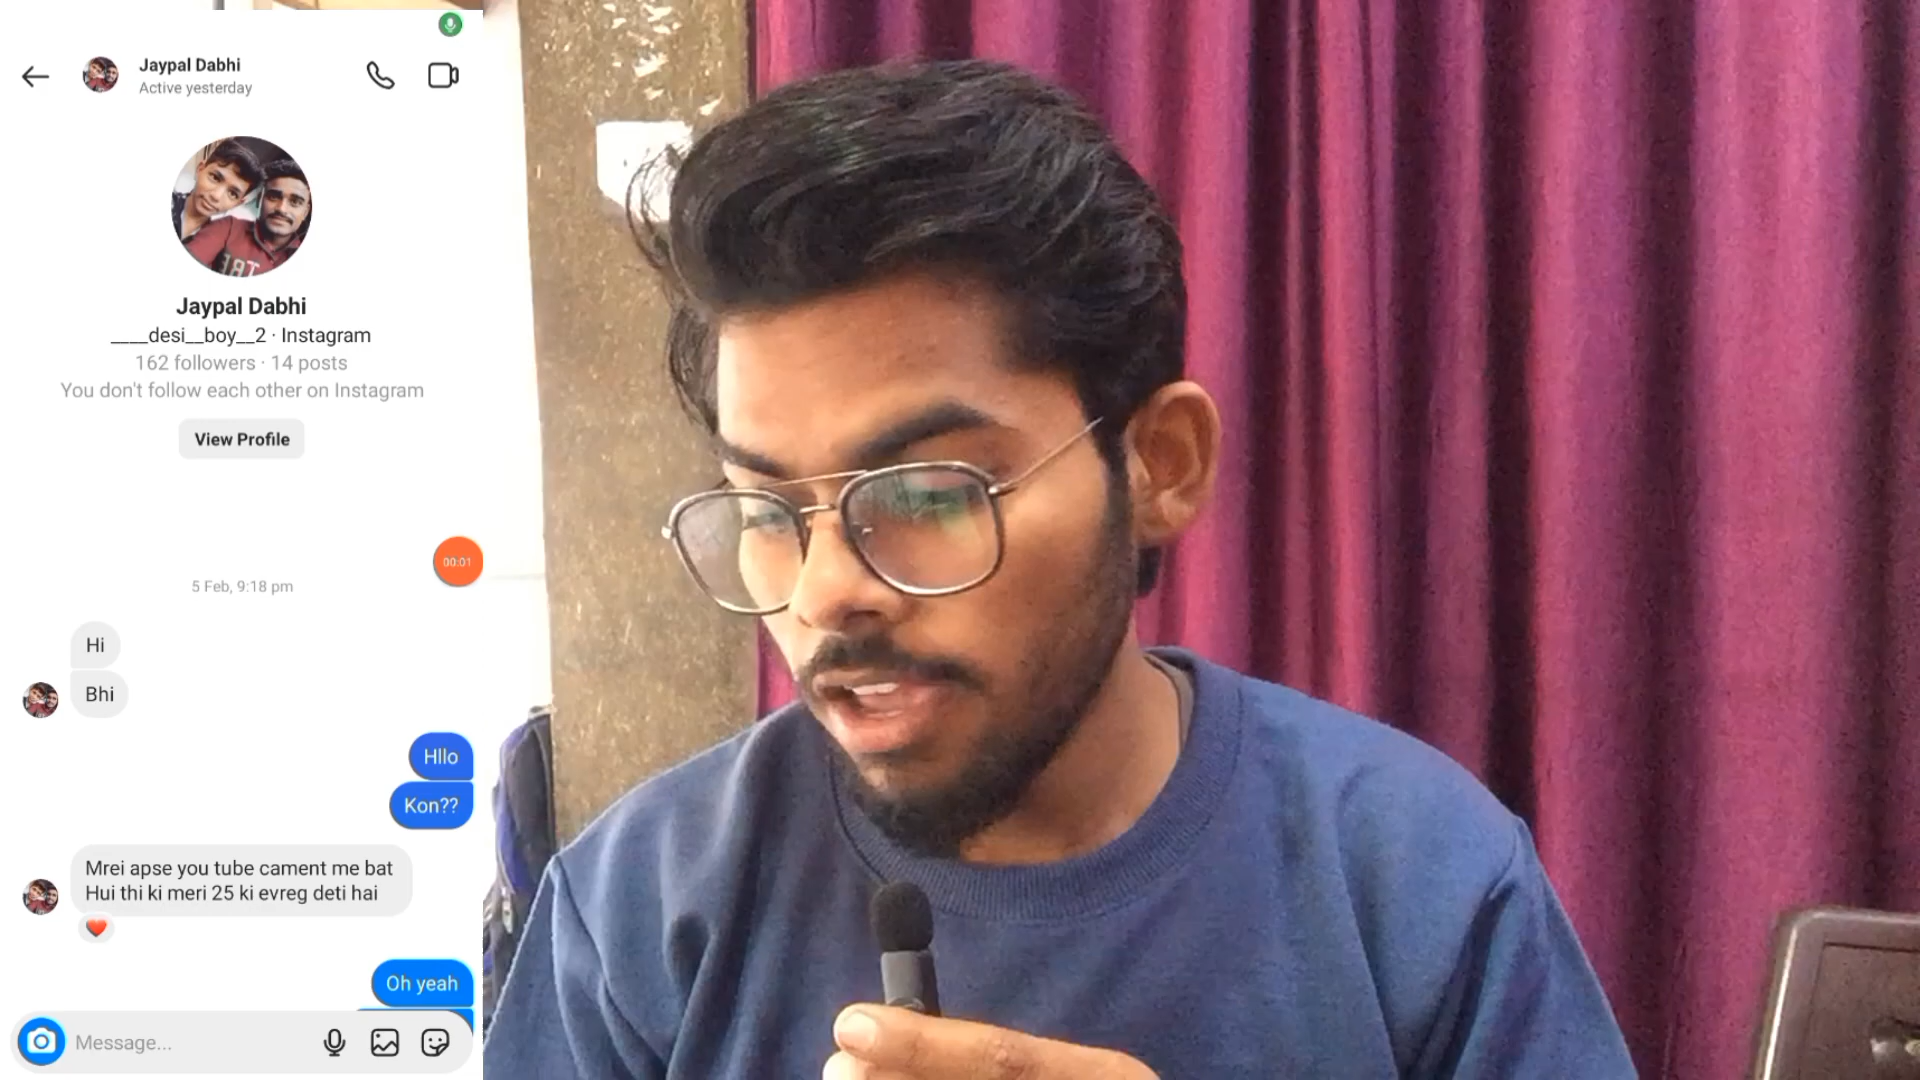 Jaypal Dabhi
Active yesterday
Jaypal Dabhi
____desi__boy__2 · Instagram
162 followers · 14 posts
You don't follow each other on Instagram
View Profile
00:01
5 Feb, 9:18 pm
Hi
Bhi
Hllo
Kon??
Mrei apse you tube cament me bat
Hui thi ki meri 25 ki evreg deti hai
Oh yeah
Message...